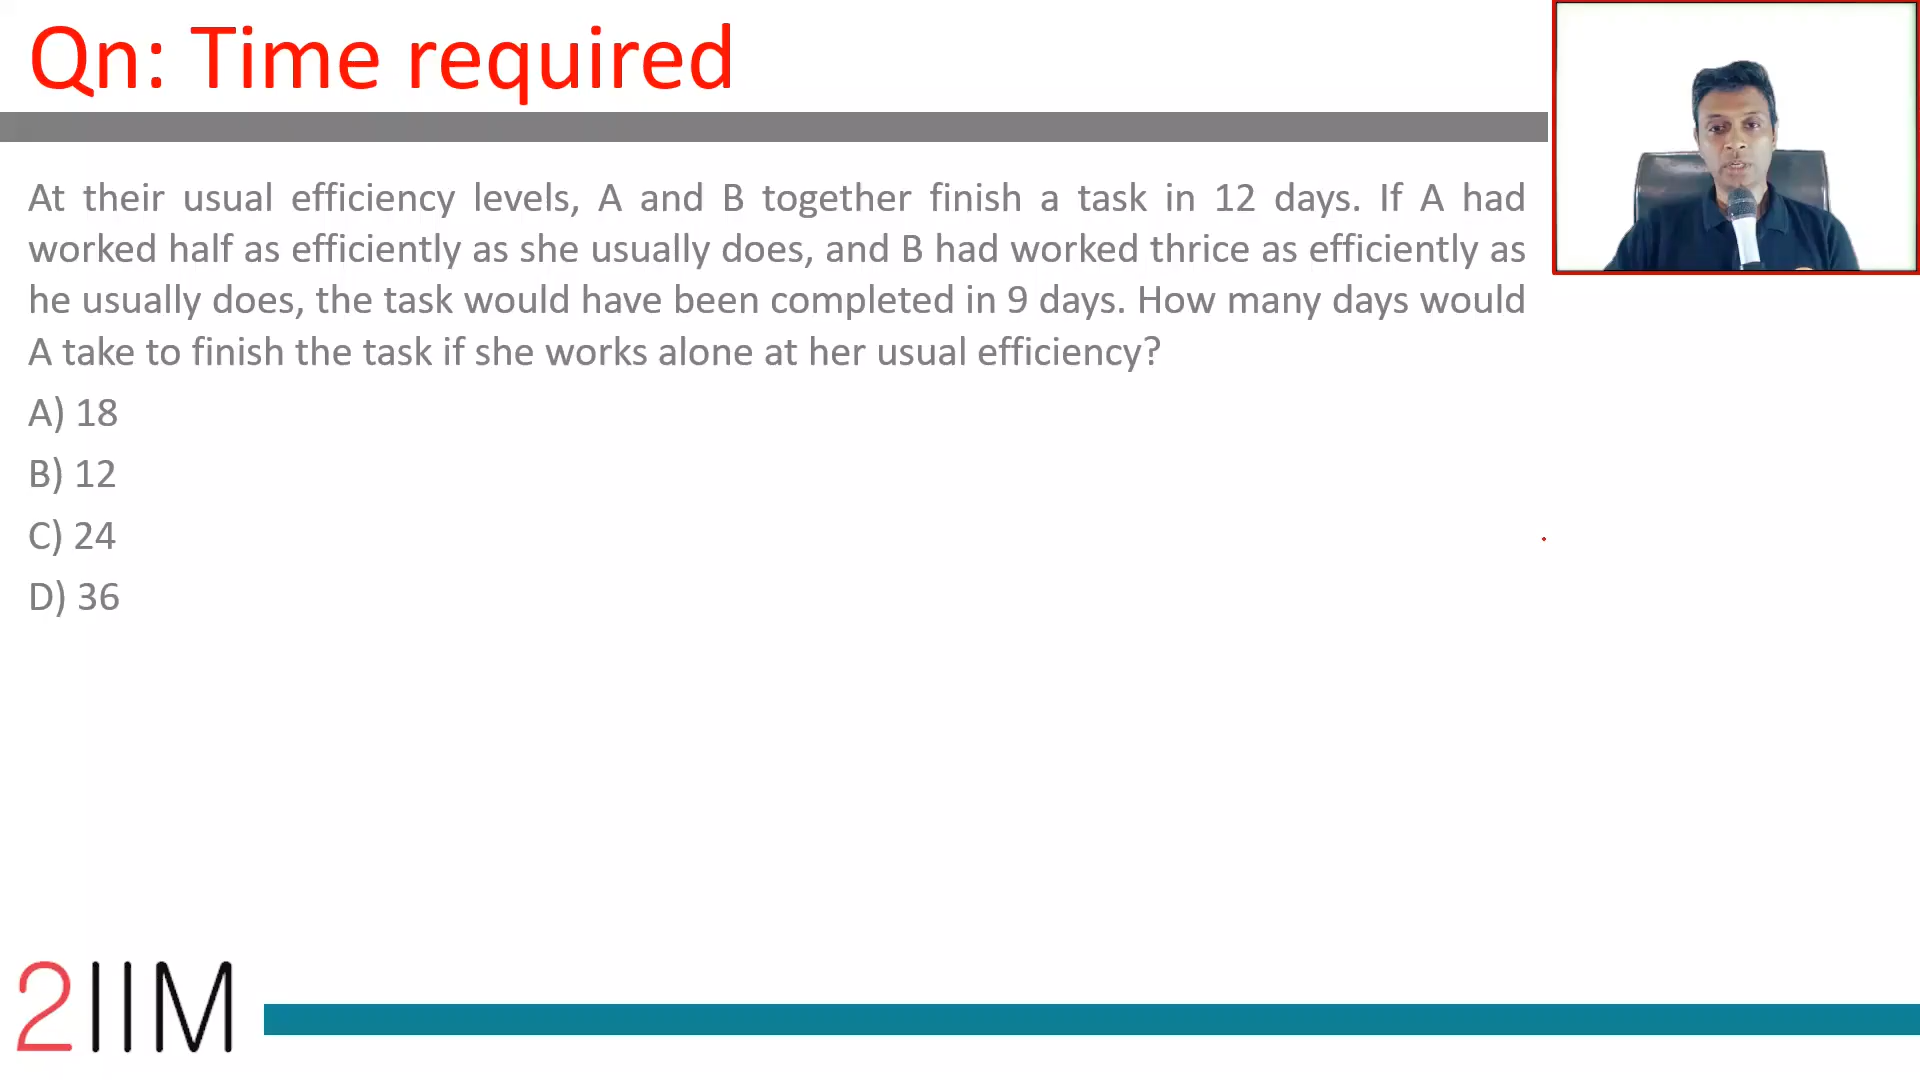 Qn: Time required
At their usual efficiency levels, A and B together finish a task in 12 days. If A had
worked half as efficiently as she usually does, and B had worked thrice as efficiently as
he usually does, the task would have been completed in 9 days. How many days would
A take to finish the task if she works alone at her usual efficiency?
A) 18
B) 12
C) 24
D) 36
2IIM